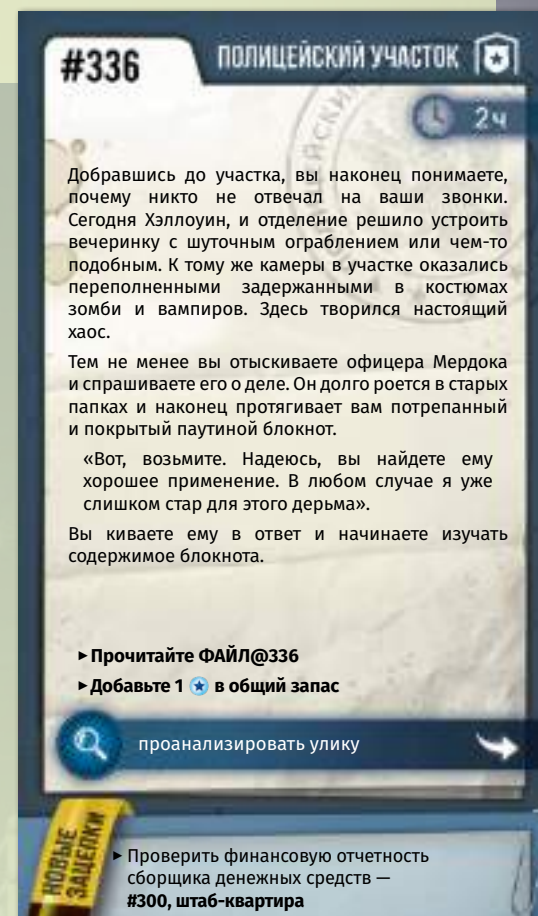 #336
ПОЛИЦЕЙСКИЙ УЧАСТОК
2ч
Добравшись до участка, вы наконец понимаете,
почему никто не отвечал на ваши звонки.
Сегодня Хэллоуин, и отделение решило устроить
вечеринку с шуточным ограблением или чем-то
подобным. К тому же камеры в участке оказались
переполненными задержанными в костюмах
зомби и вампиров. Здесь творился настоящий
хаос.
Тем не менее вы отыскиваете офицера Мердока
и спрашиваете его о деле. Он долго роется в старых
папках и наконец протягивает вам потрепанный
и покрытый паутиной блокнот.
«Вот, возьмите. Надеюсь, вы найдете ему
хорошее применение. В любом случае я уже
слишком стар для этого дерьма».
Вы киваете ему в ответ и начинаете изучать
содержимое блокнота.
▸ Прочитайте ФАЙЛ@336
▸ Добавьте 1 в общий запас
проанализировать улику
НОВЫЕ
ЗАЦЕПКИ
▸ Проверить финансовую отчетность
сборщика денежных средств —
#300, штаб-квартира